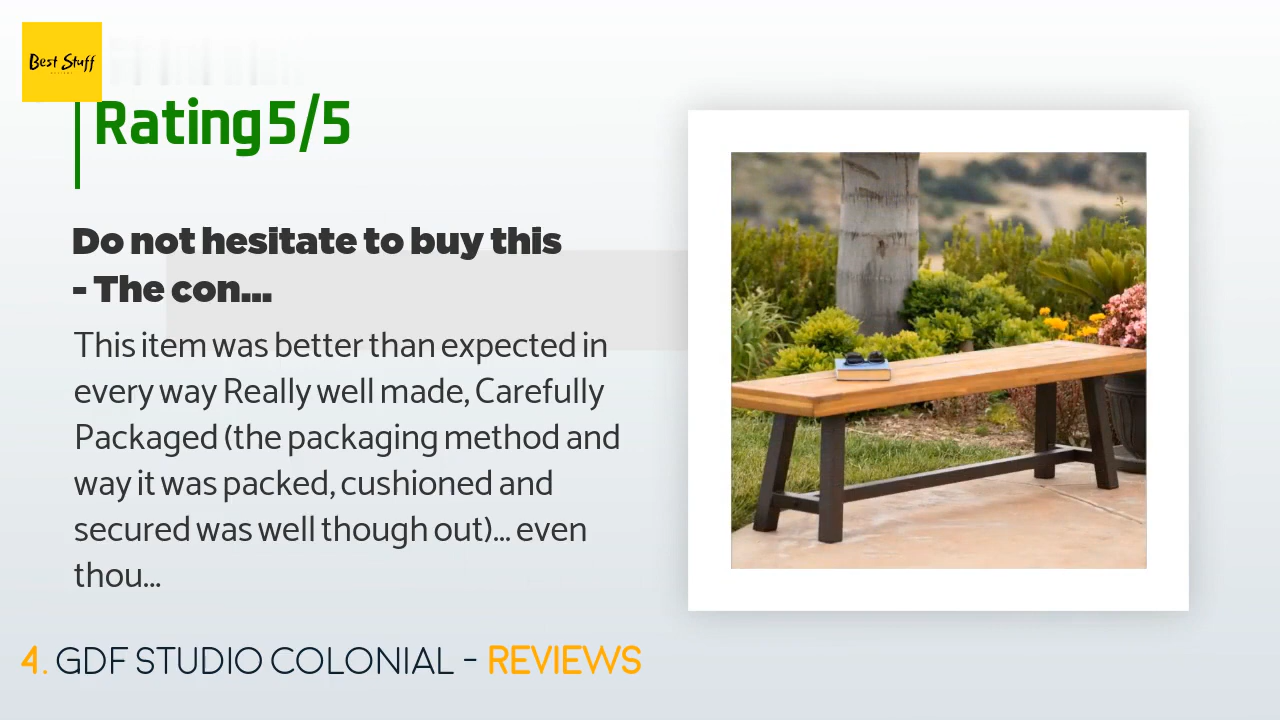 Best Stuff
Rating 5/5
Do not hesitate to buy this
- The con...
This item was better than expected in
every way Really well made, Carefully
Packaged (the packaging method and
way it was packed, cushioned and
secured was well though out)... even
thou...
4. GDF STUDIO COLONIAL - REVIEWS